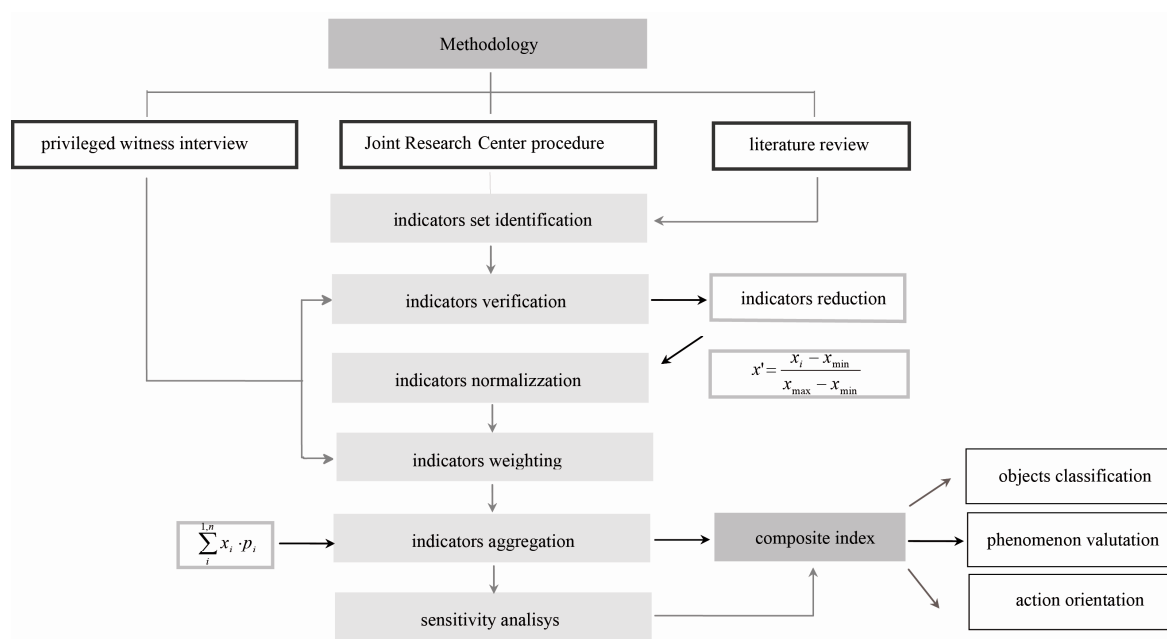 Methodology
privileged witness interview
Joint Research Center procedure
literature review
indicators set identification
indicators verification
indicators reduction
indicators normalizzation
x' = (x_i − x_min) / (x_max − x_min)
indicators weighting
objects classification
1,n
∑ x_i · p_i
i
indicators aggregation
composite index
phenomenon valutation
action orientation
sensitivity analisys